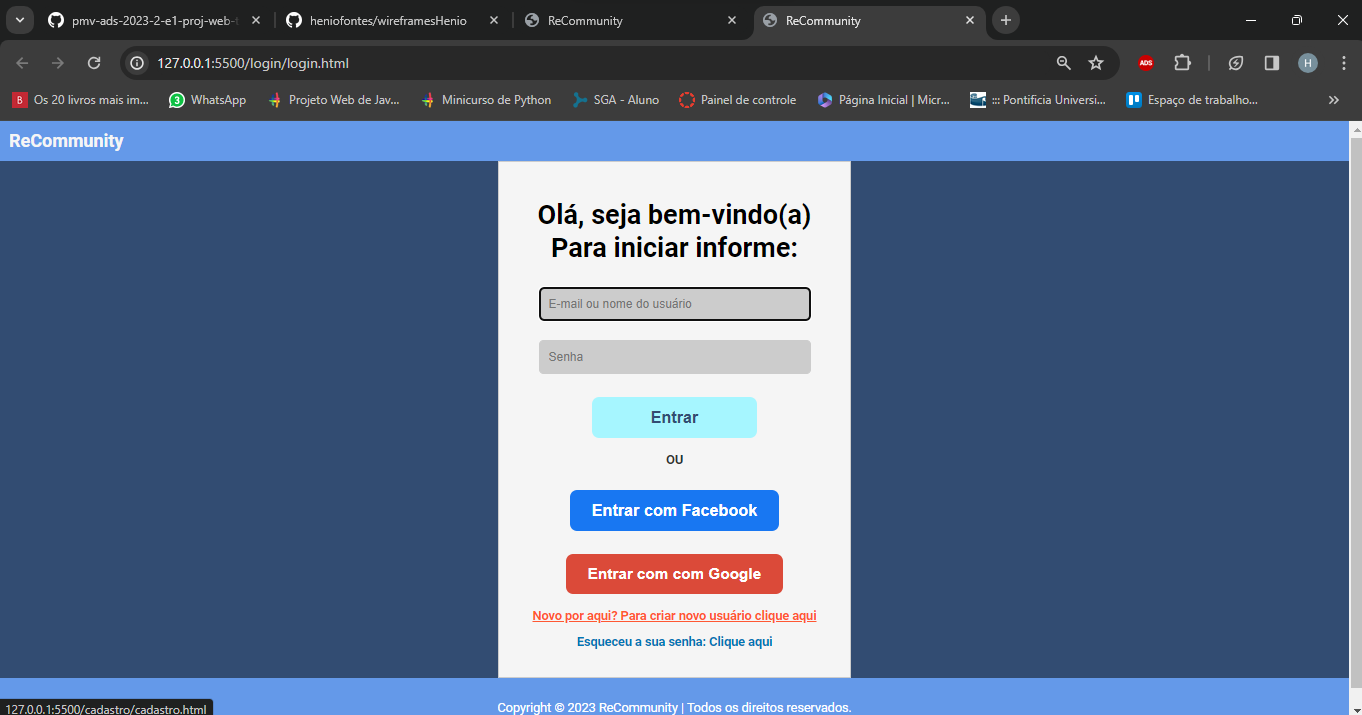 pmv-ads-2023-2-e1-proj-web-t
heniofontes/wireframesHenio
ReCommunity
ReCommunity
127.0.0.1:5500/login/login.html
ADS
H
B
Os 20 livros mais im...
3
WhatsApp
Projeto Web de Jav...
Minicurso de Python
SGA - Aluno
Painel de controle
Página Inicial | Micr...
::: Pontificia Universi...
Espaço de trabalho...
ReCommunity
Olá, seja bem-vindo(a)
Para iniciar informe:
E-mail ou nome do usuário
Senha
Entrar
OU
Entrar com Facebook
Entrar com com Google
Novo por aqui? Para criar novo usuário clique aqui
Esqueceu a sua senha: Clique aqui
127.0.0.1:5500/cadastro/cadastro.html
Copyright © 2023 ReCommunity | Todos os direitos reservados.